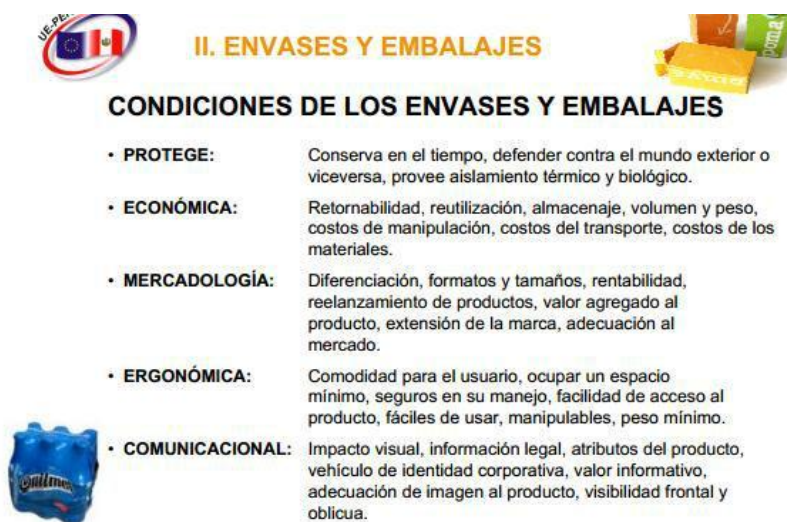 UE-PER
II. ENVASES Y EMBALAJES
poma
CONDICIONES DE LOS ENVASES Y EMBALAJES
• PROTEGE: Conserva en el tiempo, defender contra el mundo exterior o
viceversa, provee aislamiento térmico y biológico.
• ECONÓMICA: Retornabilidad, reutilización, almacenaje, volumen y peso,
costos de manipulación, costos del transporte, costos de los
materiales.
• MERCADOLOGÍA: Diferenciación, formatos y tamaños, rentabilidad,
reelanzamiento de productos, valor agregado al
producto, extensión de la marca, adecuación al
mercado.
• ERGONÓMICA: Comodidad para el usuario, ocupar un espacio
mínimo, seguros en su manejo, facilidad de acceso al
producto, fáciles de usar, manipulables, peso mínimo.
• COMUNICACIONAL: Impacto visual, información legal, atributos del producto,
vehículo de identidad corporativa, valor informativo,
adecuación de imagen al producto, visibilidad frontal y
oblicua.
Quilmes